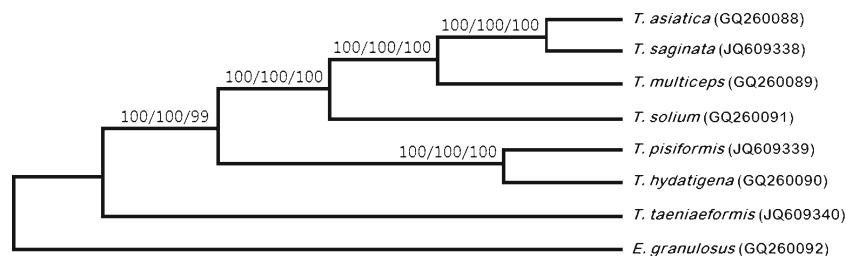 T. asiatica (GQ260088)
100/100/100
T. saginata (JQ609338)
100/100/100
T. multiceps (GQ260089)
100/100/100
T. solium (GQ260091)
100/100/99
T. pisiformis (JQ609339)
100/100/100
T. hydatigena (GQ260090)
T. taeniaeformis (JQ609340)
E. granulosus (GQ260092)